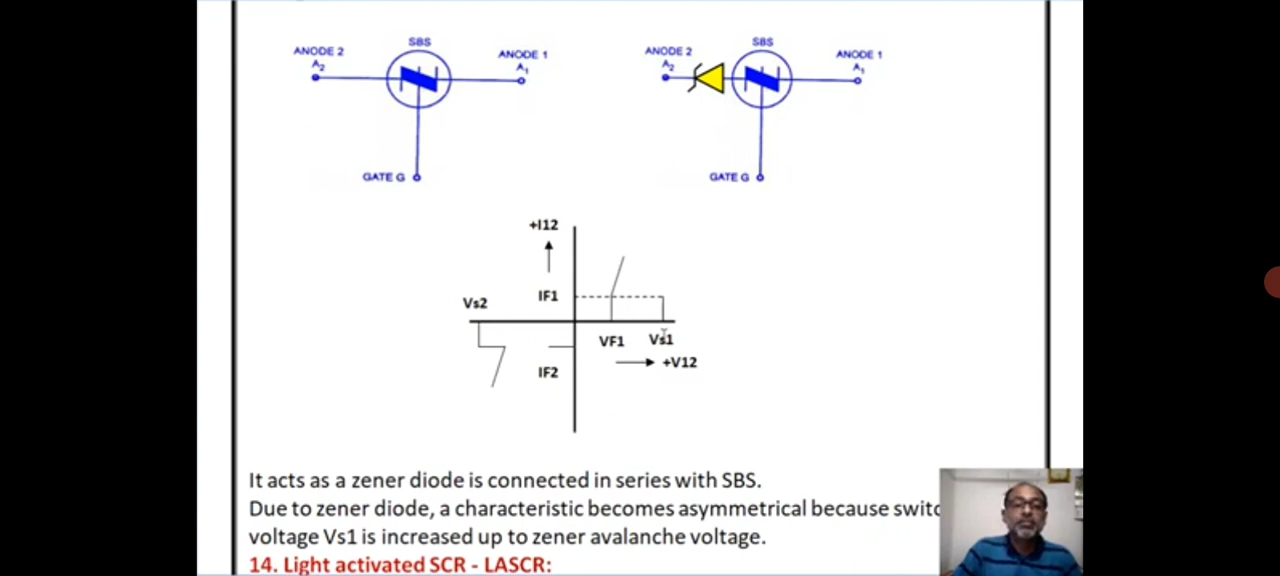 SBS
ANODE 2
A2
ANODE 1
A1
GATE G
SBS
ANODE 2
A2
ANODE 1
A1
GATE G
+I12
Vs2
IF1
VF1
Vs1
IF2
+V12
It acts as a zener diode is connected in series with SBS.
Due to zener diode, a characteristic becomes asymmetrical because
voltage Vs1 is increased up to zener avalanche voltage.
14. Light activated SCR - LASCR: